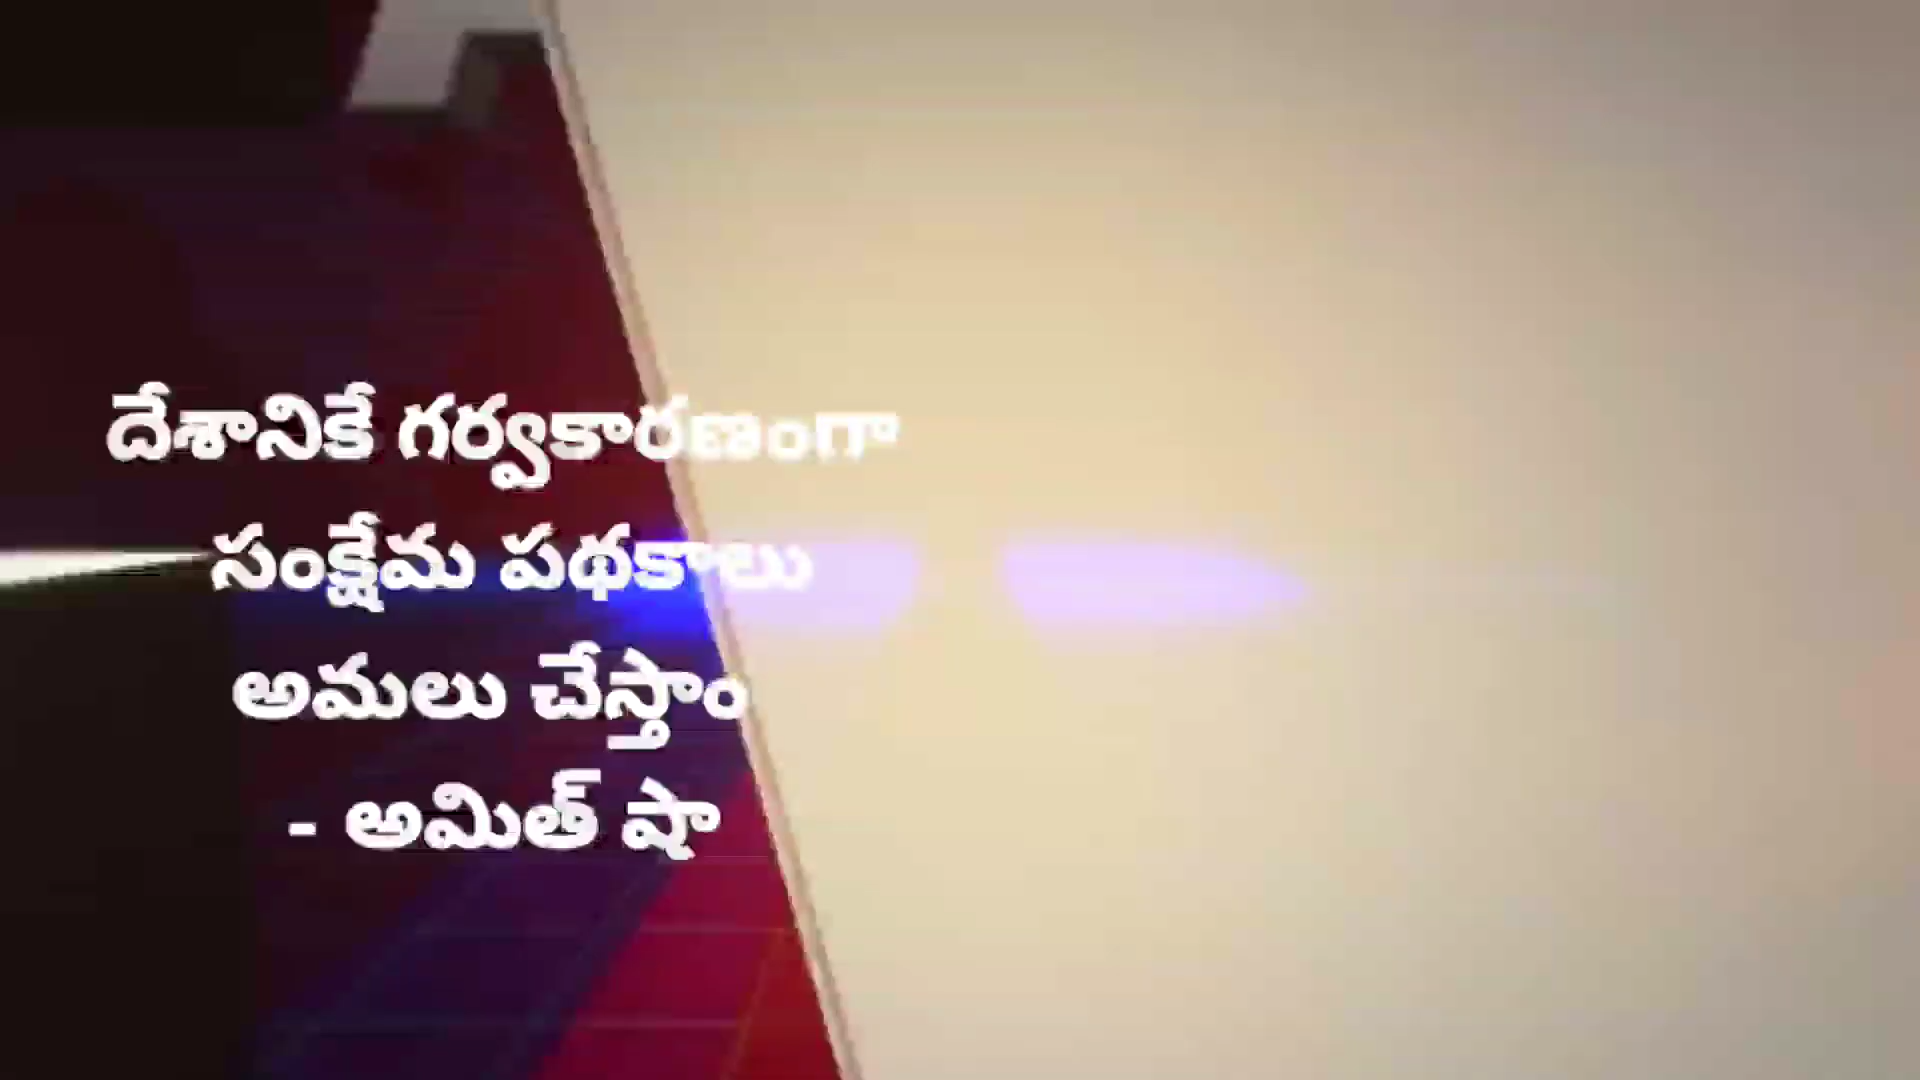 దేశానికే గర్వకారణంగా
సంక్షేమ పథకాలు
అమలు చేస్తాం
- అమిత్ షా